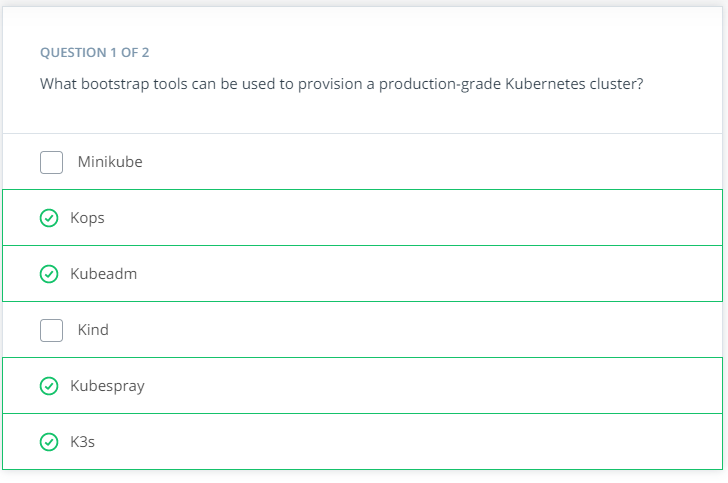 QUESTION 1 OF 2
What bootstrap tools can be used to provision a production-grade Kubernetes cluster?
Minikube
Kops
Kubeadm
Kind
Kubespray
K3s